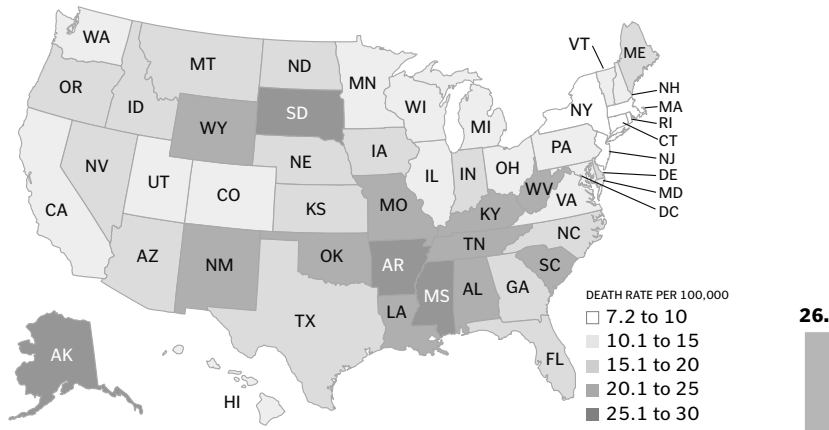 WA
VT
ME
MT
ND
OR
MN
NH
ID
SD
WI
NY
MA
WY
MI
RI
CT
IA
PA
NJ
NE
NV
OH
DE
UT
IL
IN
MD
CO
WV
VA
DC
CA
KS
MO
KY
NC
TN
AZ
OK
NM
AR
SC
MS
AL
GA
LA
TX
AK
FL
HI
DEATH RATE PER 100,000
7.2 to 10
10.1 to 15
15.1 to 20
20.1 to 25
25.1 to 30
26.